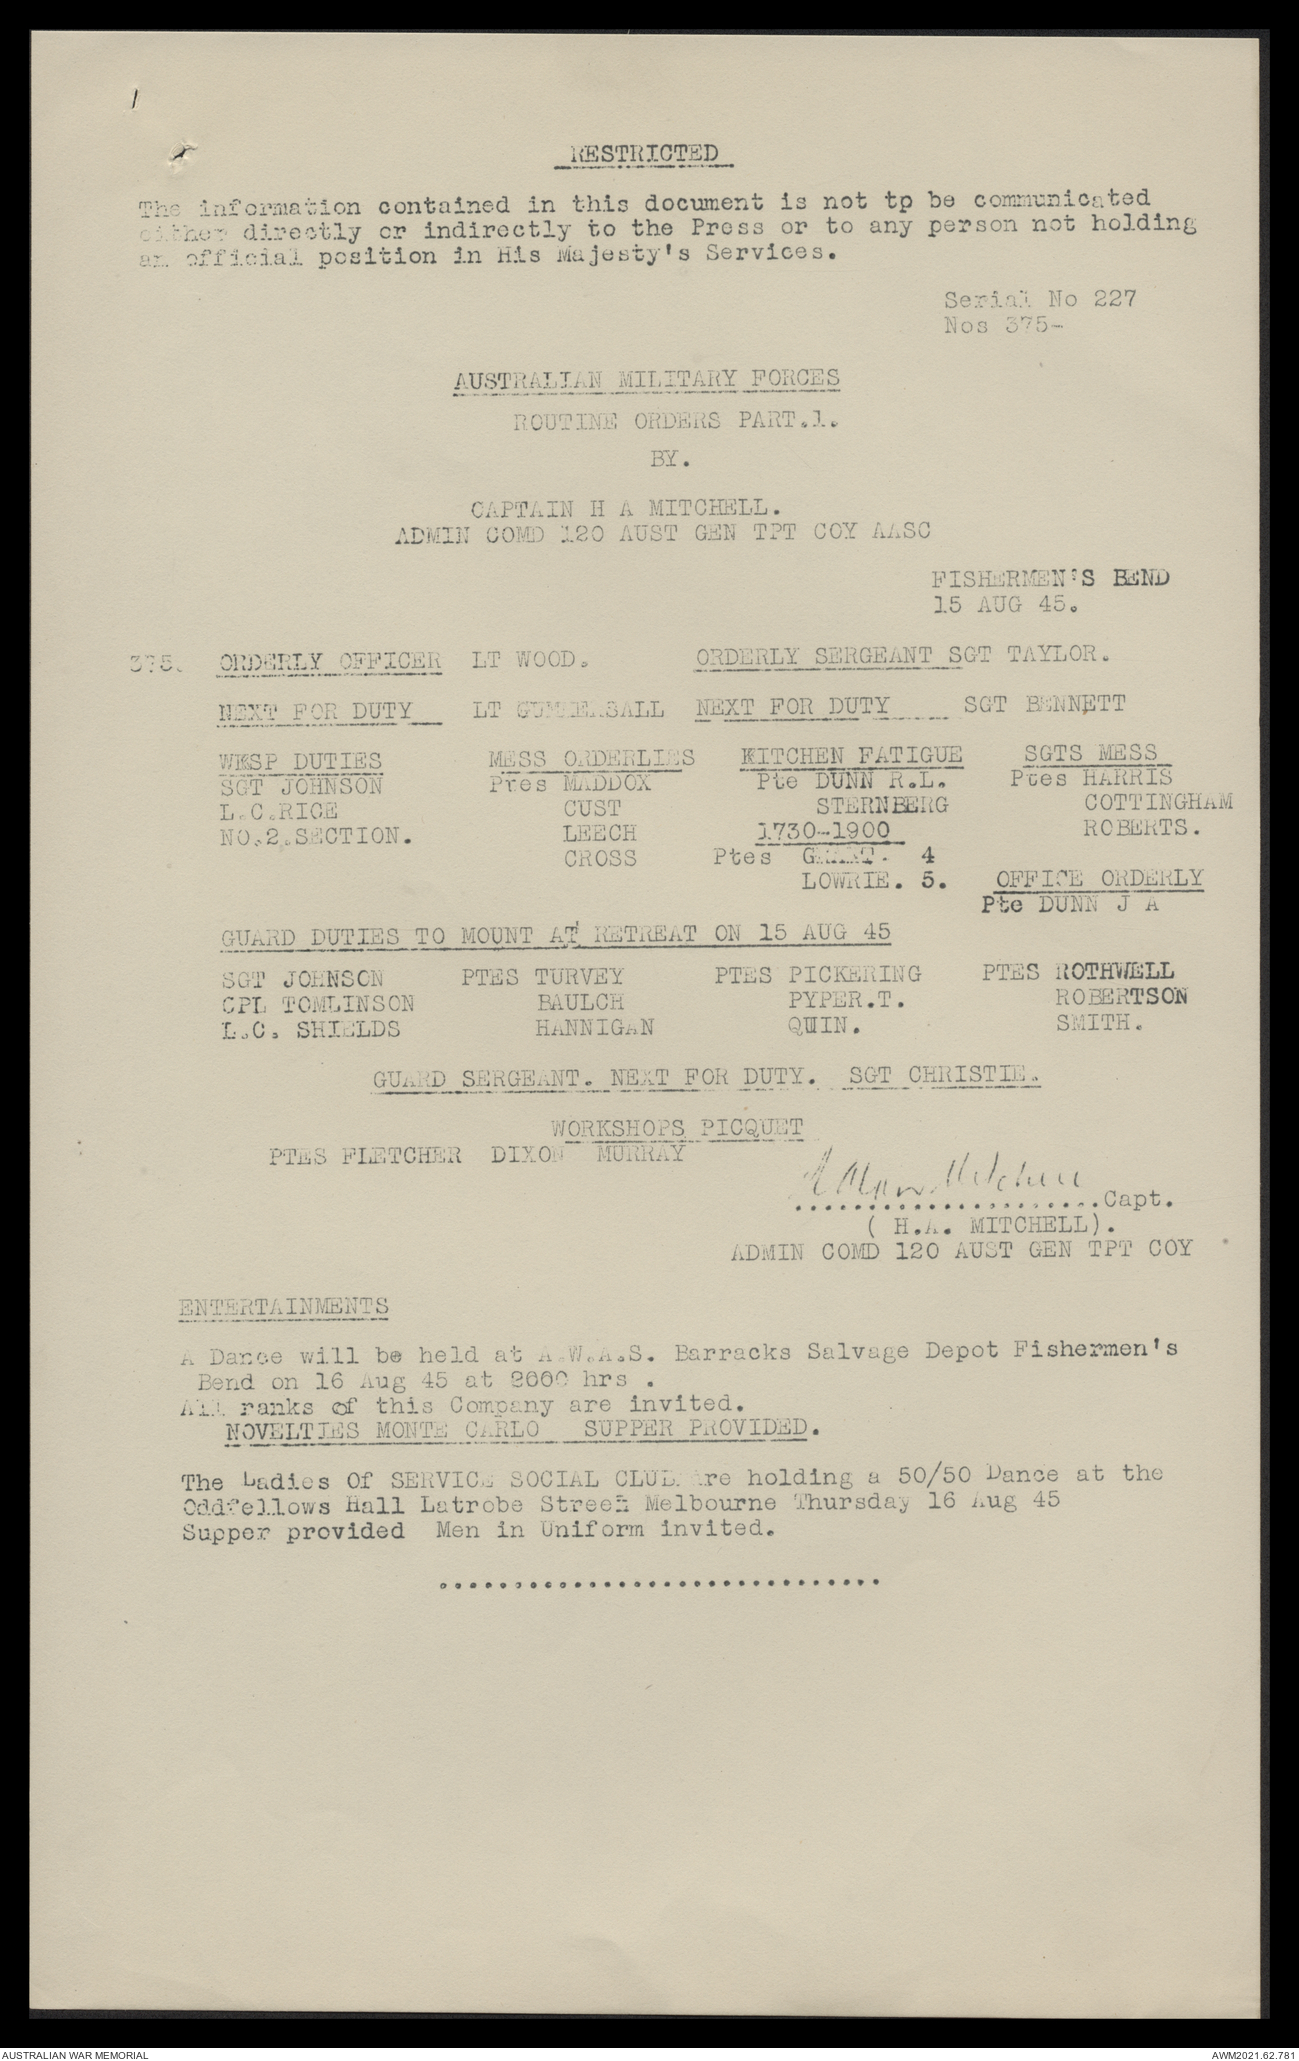 RESTRICTED
The information contained in this document is not tp be communicated
either directly or indirectly to the Press or to any person not holding
an official position in His Majesty's Services.
Serial No 227
Nos 375-
AUSTRALIAN MILITARY FORCES
ROUTINE ORDERS PART.1.
BY.
CAPTAIN H A MITCHELL.
ADMIN COMD 120 AUST GEN TPT COY AASC
FISHERMEN'S BEND
15 AUG 45.
375. ORDERLY OFFICER LT WOOD. ORDERLY SERGEANT SGT TAYLOR.
NEXT FOR DUTY LT GUMMERSALL NEXT FOR DUTY SGT BENNETT
WKSP DUTIES MESS ORDERLIES KITCHEN FATIGUE SGTS MESS
SGT JOHNSON Ptes MADDOX Pte DUNN R.L. Ptes HARRIS
L.C.RICE CUST STERNBERG COTTINGHAM
NO.2.SECTION. LEECH 1730-1900 ROBERTS.
CROSS Ptes 4
LOWRIE. 5. OFFICE ORDERLY
Pte DUNN J A
GUARD DUTIES TO MOUNT AT RETREAT ON 15 AUG 45
SGT JOHNSON PTES TURVEY PTES PICKERING PTES ROTHWELL
CPL TOMLINSON BAULCH PYPER.T. ROBERTSON
L.C. SHIELDS HANNIGAN QUIN. SMITH.
GUARD SERGEANT. NEXT FOR DUTY. SGT CHRISTIE.
WORKSHOPS PICQUET
PTES FLETCHER DIXON MURRAY
H Allan Mitchell
.....................Capt.
( H.A. MITCHELL).
ADMIN COMD 120 AUST GEN TPT COY
ENTERTAINMENTS
A Dance will be held at A.W.A.S. Barracks Salvage Depot Fishermen's
Bend on 16 Aug 45 at 2000 hrs .
All ranks of this Company are invited.
NOVELTIES MONTE CARLO SUPPER PROVIDED.
The Ladies Of SERVICE SOCIAL CLUB are holding a 50/50 Dance at the
Oddfellows Hall Latrobe Street Melbourne Thursday 16 Aug 45
Supper provided Men in Uniform invited.
..............................
AUSTRALIAN WAR MEMORIAL
AWM2021.62.781